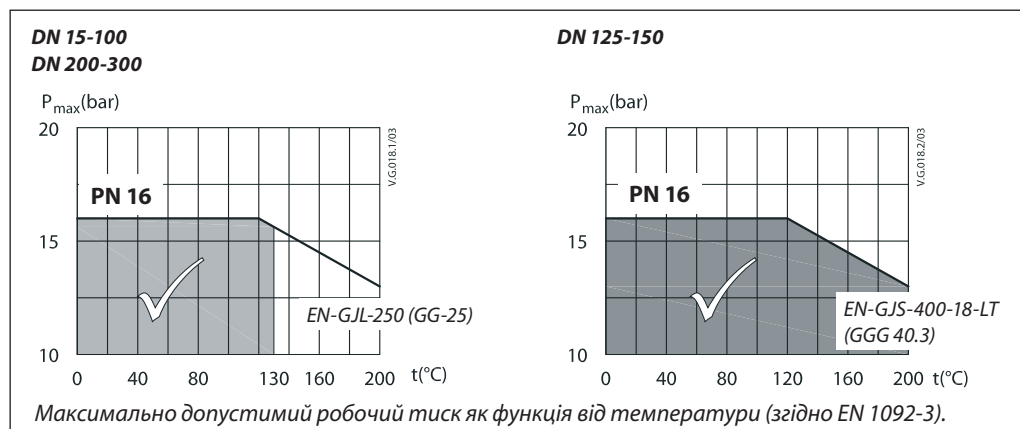 DN 15-100
DN 200-300
Pmax(bar)
20
15
10
V.G.018.1/03
PN 16
EN-GJL-250 (GG-25)
0 40 80 130 160 200 t(°C)
DN 125-150
Pmax(bar)
20
15
10
V.G.018.2/03
PN 16
EN-GJS-400-18-LT
(GGG 40.3)
0 40 80 120 160 200 t(°C)
Максимально допустимий робочий тиск як функція від температури (згідно EN 1092-3).